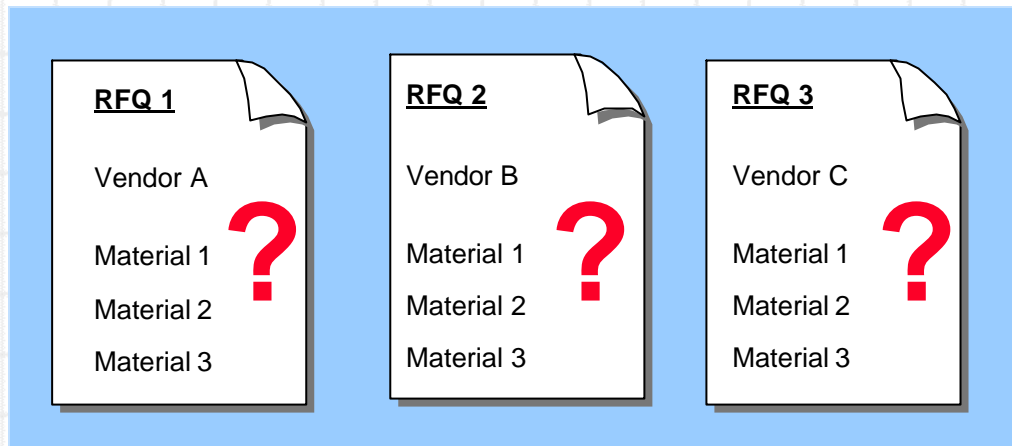 RFQ 1
Vendor A
?
Material 1
Material 2
Material 3
RFQ 2
Vendor B
?
Material 1
Material 2
Material 3
RFQ 3
Vendor C
?
Material 1
Material 2
Material 3